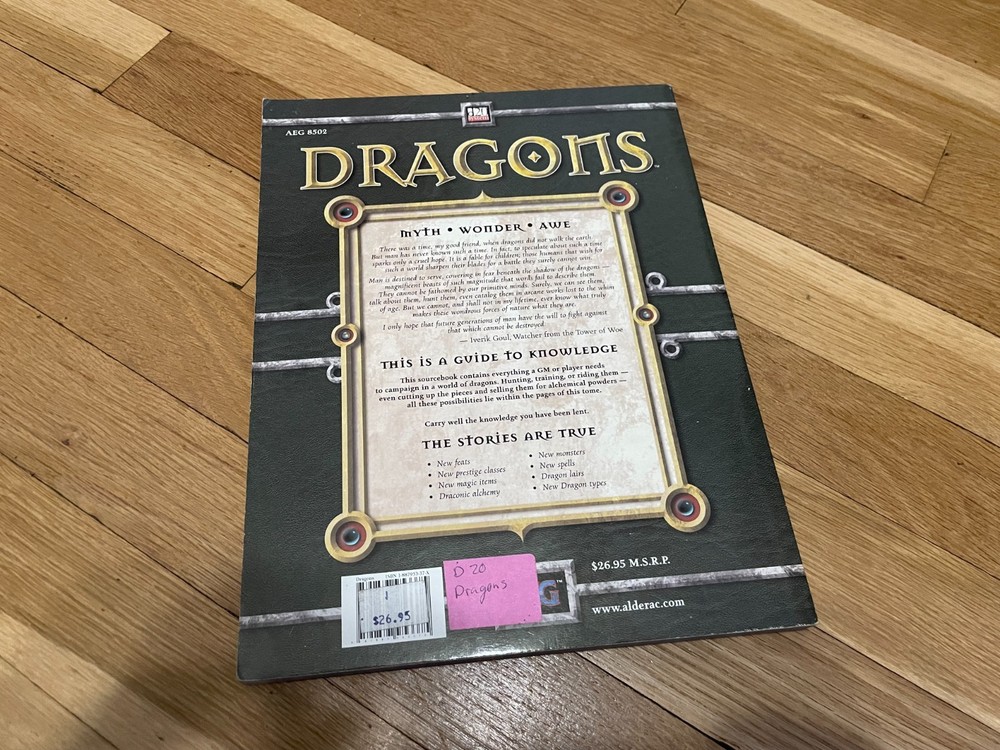 AEG 8502
DRAGONS™
MYTH • WONDER • AWE
There was a time, my good friend, when dragons did not walk the earth.
But man has never known such a time. In fact, to speculate about such a time
sparks only a cruel hope. It is a fable for children; those humans that wish for
such a world sharpen their blades for a battle they surely cannot win.
Man is destined to serve, cowering in fear beneath the shadow of the dragons —
magnificent beasts of such magnitude that words fail to describe them.
They cannot be fathomed by our primitive minds. Surely, we can see them,
talk about them, hunt them, even catalog them in arcane works lost to the whim
of age. But we cannot, and shall not in my lifetime, ever know what truly
makes these wondrous forces of nature what they are.
I only hope that future generations of man have the will to fight against
that which cannot be destroyed.
— Iverik Goul, Watcher from the Tower of Woe
THIS IS A GUIDE TO KNOWLEDGE
This sourcebook contains everything a GM or player needs
to campaign in a world of dragons. Hunting, training, or riding them —
even cutting up the pieces and selling them for alchemical powders —
all these possibilities lie within the pages of this tome.
Carry well the knowledge you have been lent.
THE STORIES ARE TRUE
• New feats
• New prestige classes
• New magic items
• Draconic alchemy
• New monsters
• New spells
• Dragon lairs
• New Dragon types
$26.95 M.S.R.P.
www.alderac.com
Dragons
1
$26.95
D 20
Dragons
G